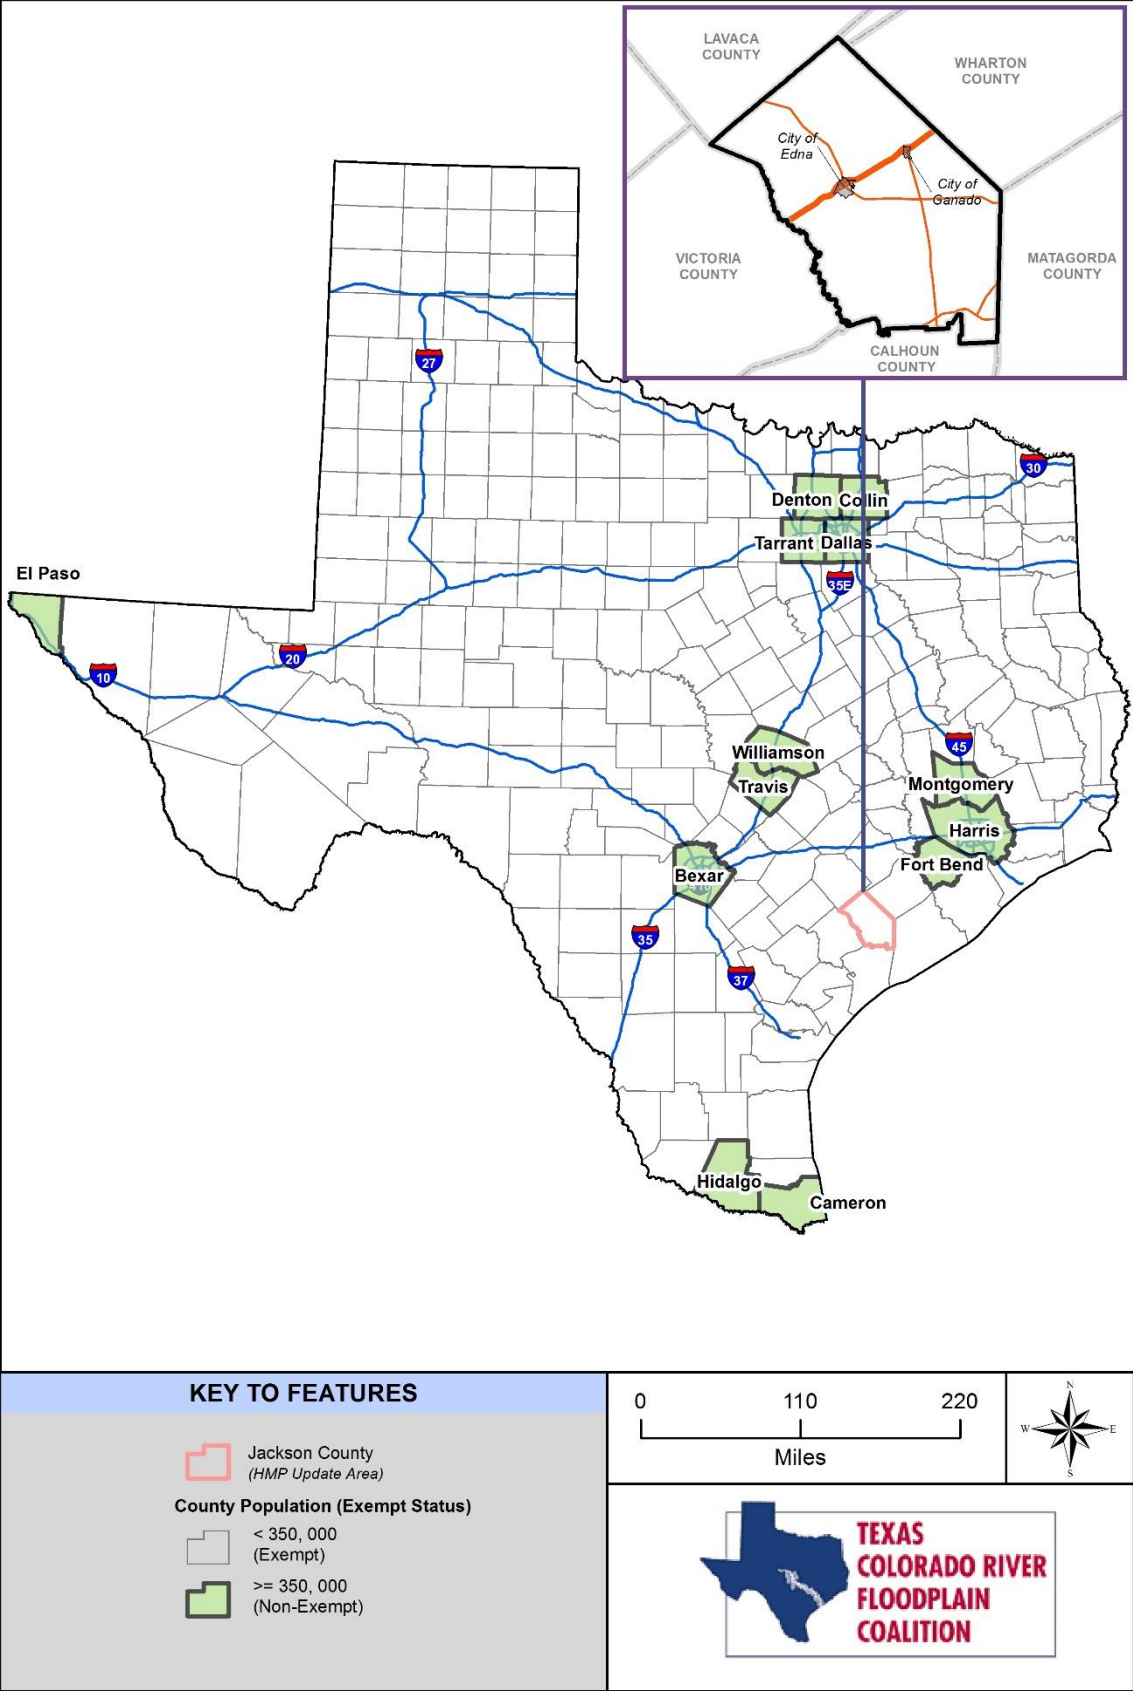 LAVACA
COUNTY
WHARTON
COUNTY
City of
Edna
City of
Ganado
VICTORIA
COUNTY
MATAGORDA
COUNTY
CALHOUN
COUNTY
27
30
Denton Collin
Tarrant Dallas
35E
El Paso
20
10
45
Williamson
Travis
Montgomery
Harris
Fort Bend
Bexar
35
37
Hidalgo
Cameron
KEY TO FEATURES
Jackson County
(HMP Update Area)
County Population (Exempt Status)
< 350, 000
(Exempt)
>= 350, 000
(Non-Exempt)
0 110 220
Miles
N
W E
S
TEXAS
COLORADO RIVER
FLOODPLAIN
COALITION